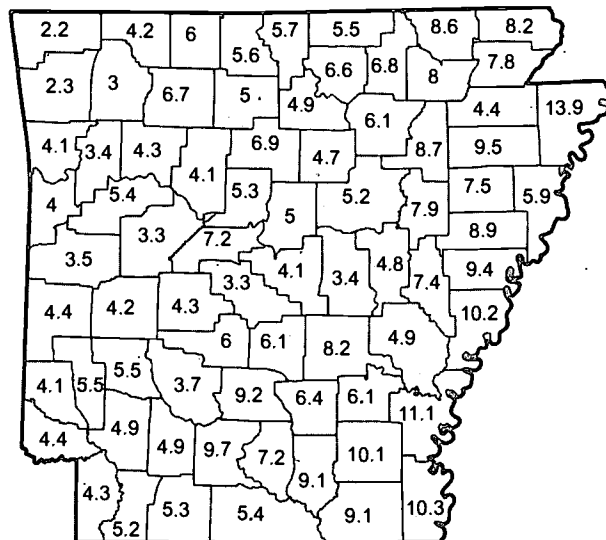 2.2 4.2 6 5.7 5.5 8.6 8.2
5.6 6.6 6.8 8 7.8
2.3 3 6.7 5 4.9 4.4 13.9
6.1
4.1 3.4 4.3 6.9 4.7 8.7 9.5
4.1
4 5.4 5.3 5 5.2 7.9 7.5 5.9
3.5 3.3 7.2 8.9
3.3 4.1 3.4 4.8 7.4 9.4
4.4 4.2 4.3 10.2
6 6.1 8.2 4.9
4.1 5.5 5.5 3.7 9.2 6.4 6.1 11.1
4.4 4.9 4.9 9.7 7.2 10.1
9.1
4.3 5.2 5.3 5.4 9.1 10.3